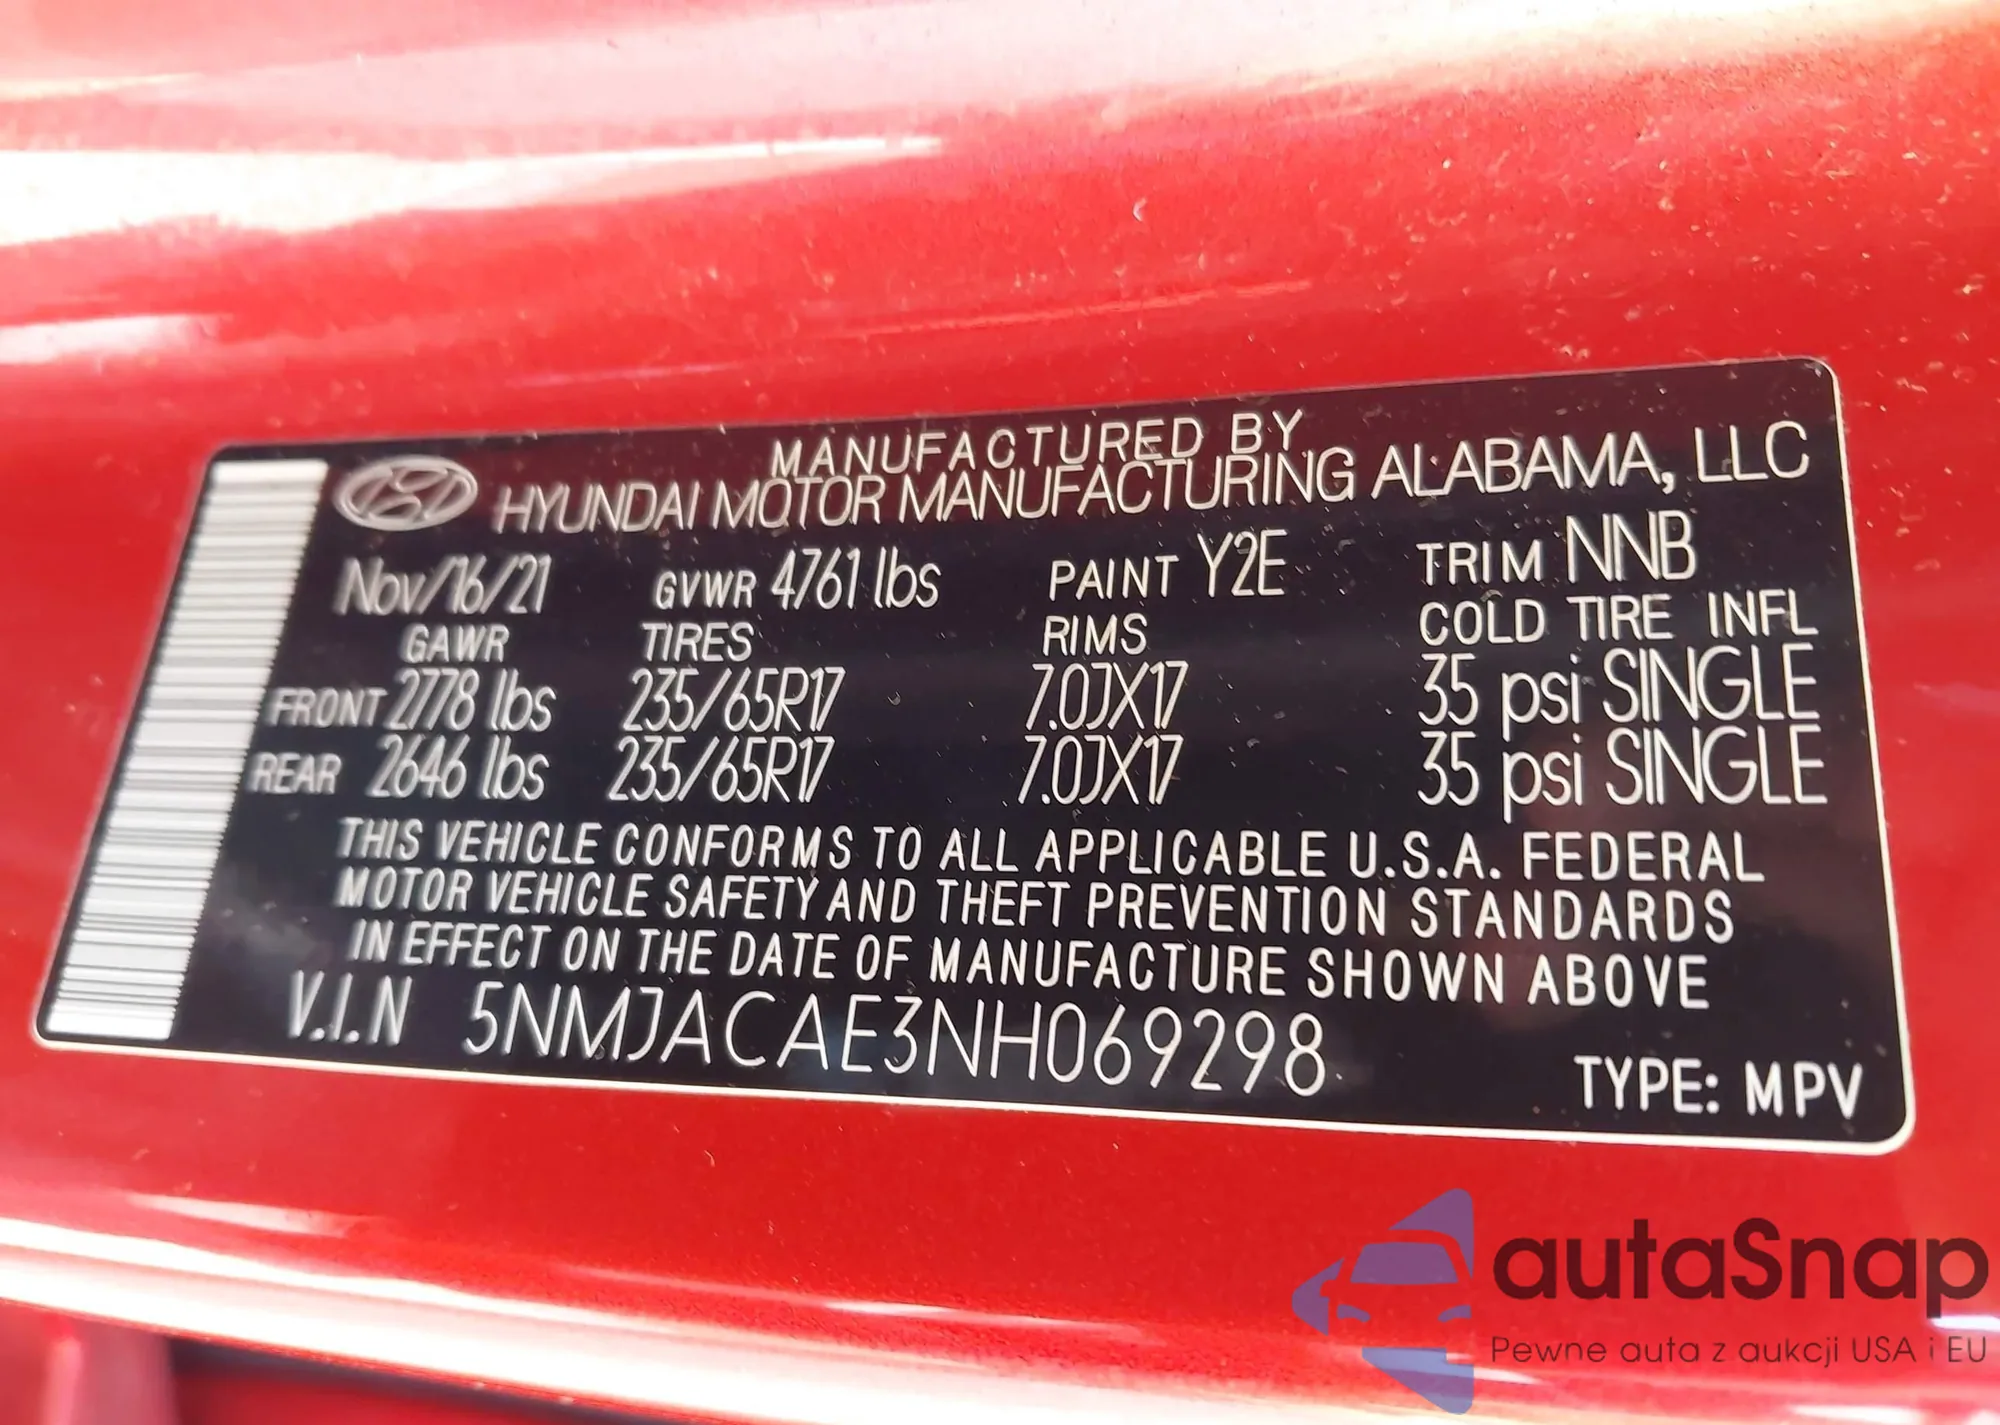 MANUFACTURED BY
HYUNDAI MOTOR MANUFACTURING ALABAMA, LLC
Nov/16/21 GVWR 4761 lbs PAINT Y2E TRIM NNB
GAWR TIRES RIMS COLD TIRE INFL
FRONT 2778 lbs 235/65R17 7.0JX17 35 psi SINGLE
REAR 2646 lbs 235/65R17 7.0JX17 35 psi SINGLE
THIS VEHICLE CONFORMS TO ALL APPLICABLE U.S.A. FEDERAL
MOTOR VEHICLE SAFETY AND THEFT PREVENTION STANDARDS
IN EFFECT ON THE DATE OF MANUFACTURE SHOWN ABOVE
V.I.N 5NMJACAE3NH069298 TYPE: MPV
autaSnap
Pewne auta z aukcji USA i EU